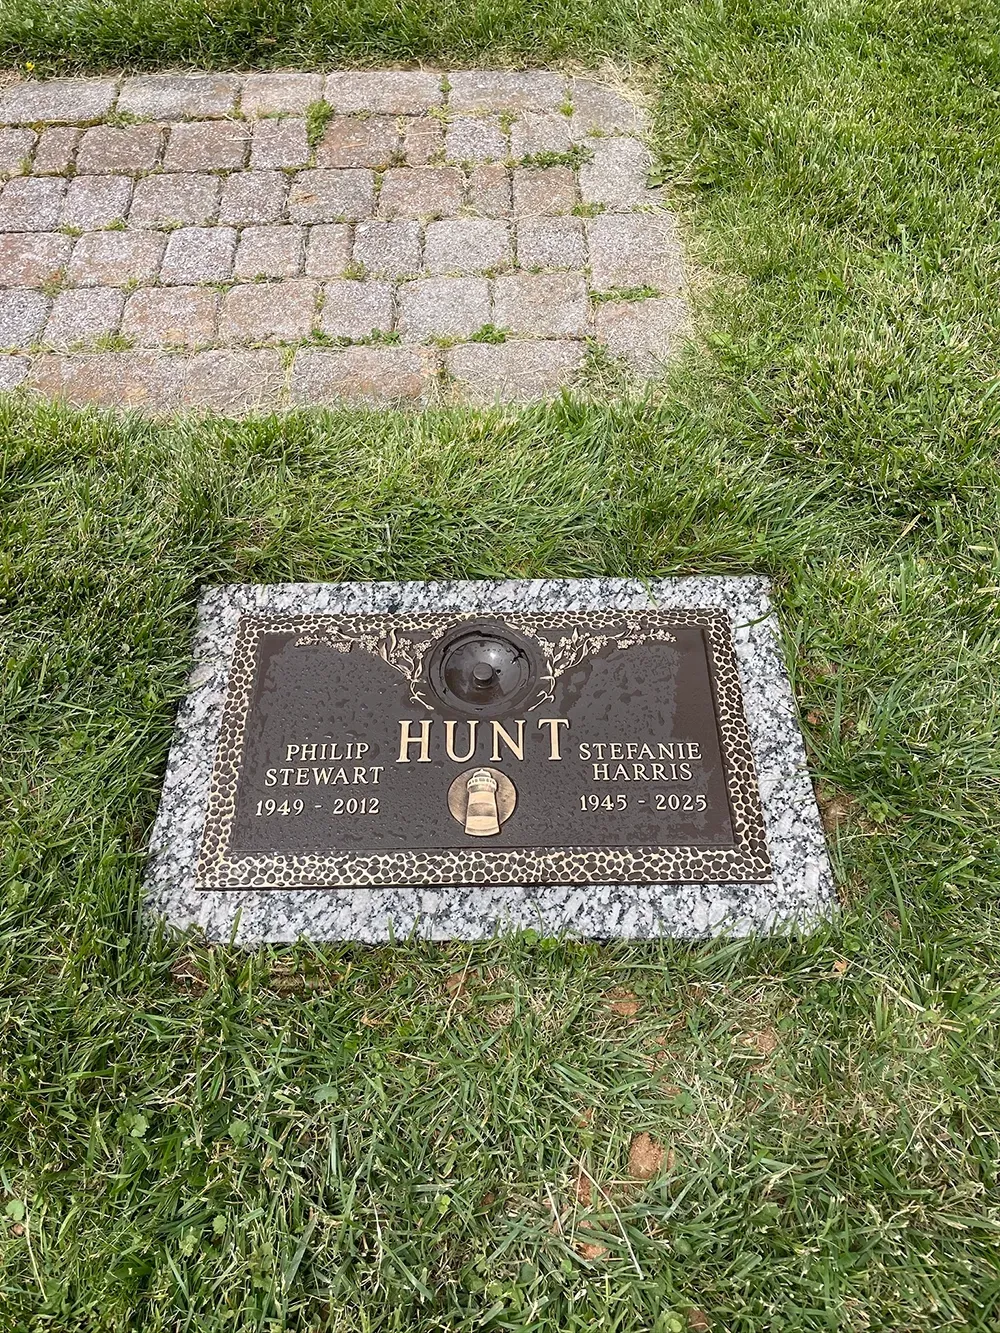 HUNT
PHILIP
STEWART
1949 - 2012
STEFANIE
HARRIS
1945 - 2025